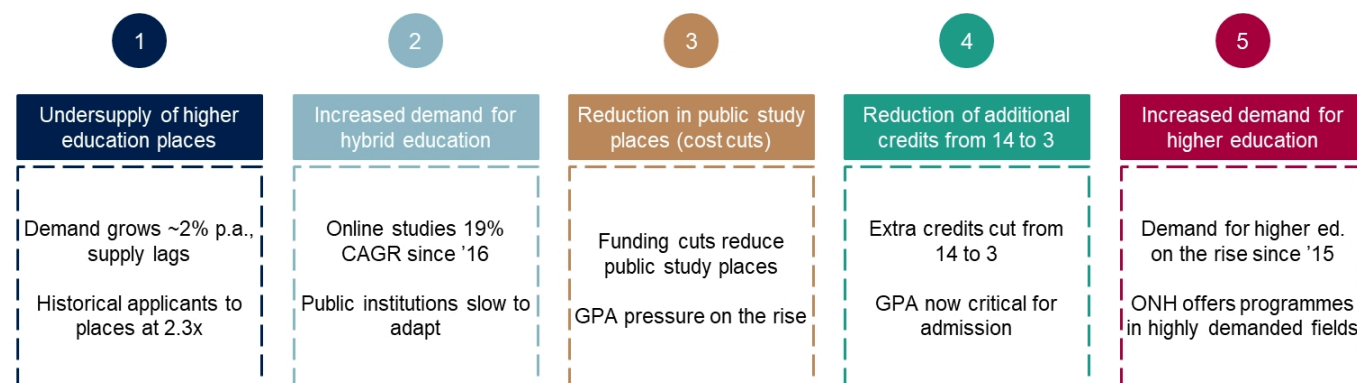 1
Undersupply of higher
education places
Demand grows ~2% p.a.,
supply lags
Historical applicants to
places at 2.3x
2
Increased demand for
hybrid education
Online studies 19%
CAGR since ’16
Public institutions slow to
adapt
3
Reduction in public study
places (cost cuts)
Funding cuts reduce
public study places
GPA pressure on the rise
4
Reduction of additional
credits from 14 to 3
Extra credits cut from
14 to 3
GPA now critical for
admission
5
Increased demand for
higher education
Demand for higher ed.
on the rise since ’15
ONH offers programmes
in highly demanded fields